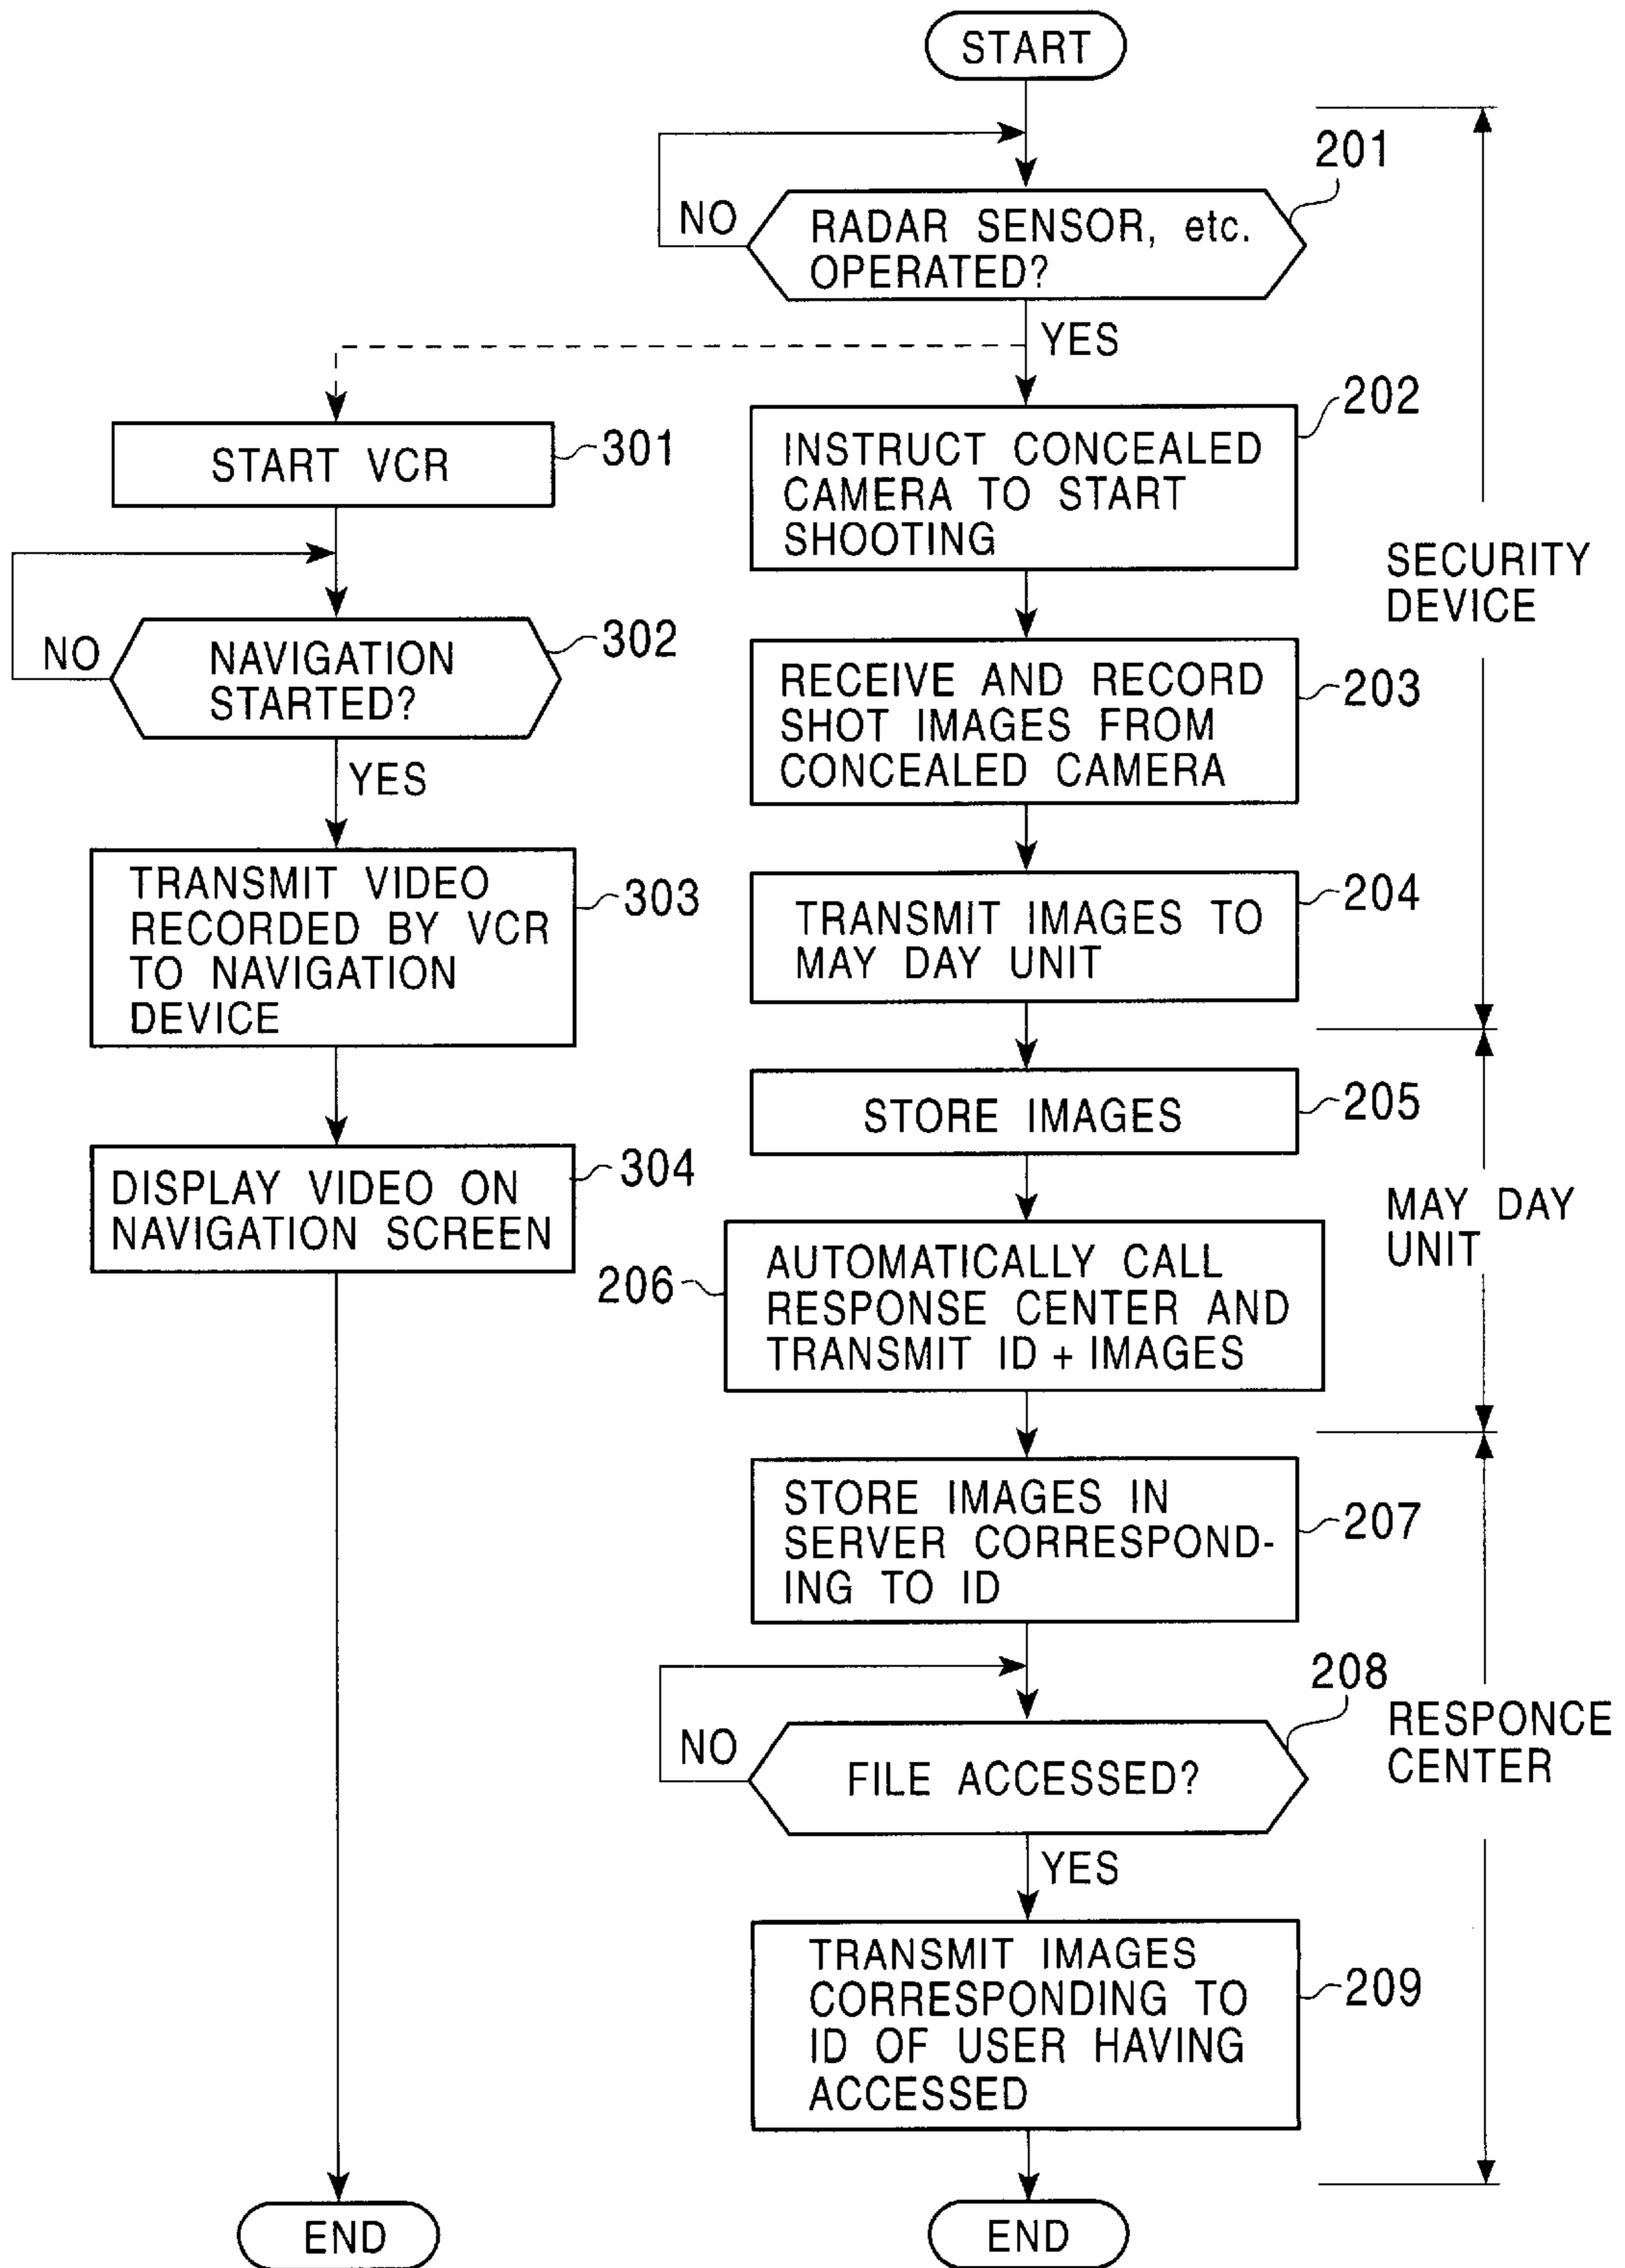 START
201
NO
RADAR SENSOR, etc.
OPERATED?
YES
202
INSTRUCT CONCEALED
CAMERA TO START
SHOOTING
START VCR
301
SECURITY
DEVICE
302
NO
NAVIGATION
STARTED?
YES
203
RECEIVE AND RECORD
SHOT IMAGES FROM
CONCEALED CAMERA
TRANSMIT VIDEO
RECORDED BY VCR
TO NAVIGATION
DEVICE
303
204
TRANSMIT IMAGES TO
MAY DAY UNIT
STORE IMAGES
205
304
DISPLAY VIDEO ON
NAVIGATION SCREEN
MAY DAY
UNIT
206
AUTOMATICALLY CALL
RESPONSE CENTER AND
TRANSMIT ID + IMAGES
STORE IMAGES IN
SERVER CORRESPOND-
ING TO ID
207
208
NO
FILE ACCESSED?
YES
RESPONCE
CENTER
TRANSMIT IMAGES
CORRESPONDING TO
ID OF USER HAVING
ACCESSED
209
END
END